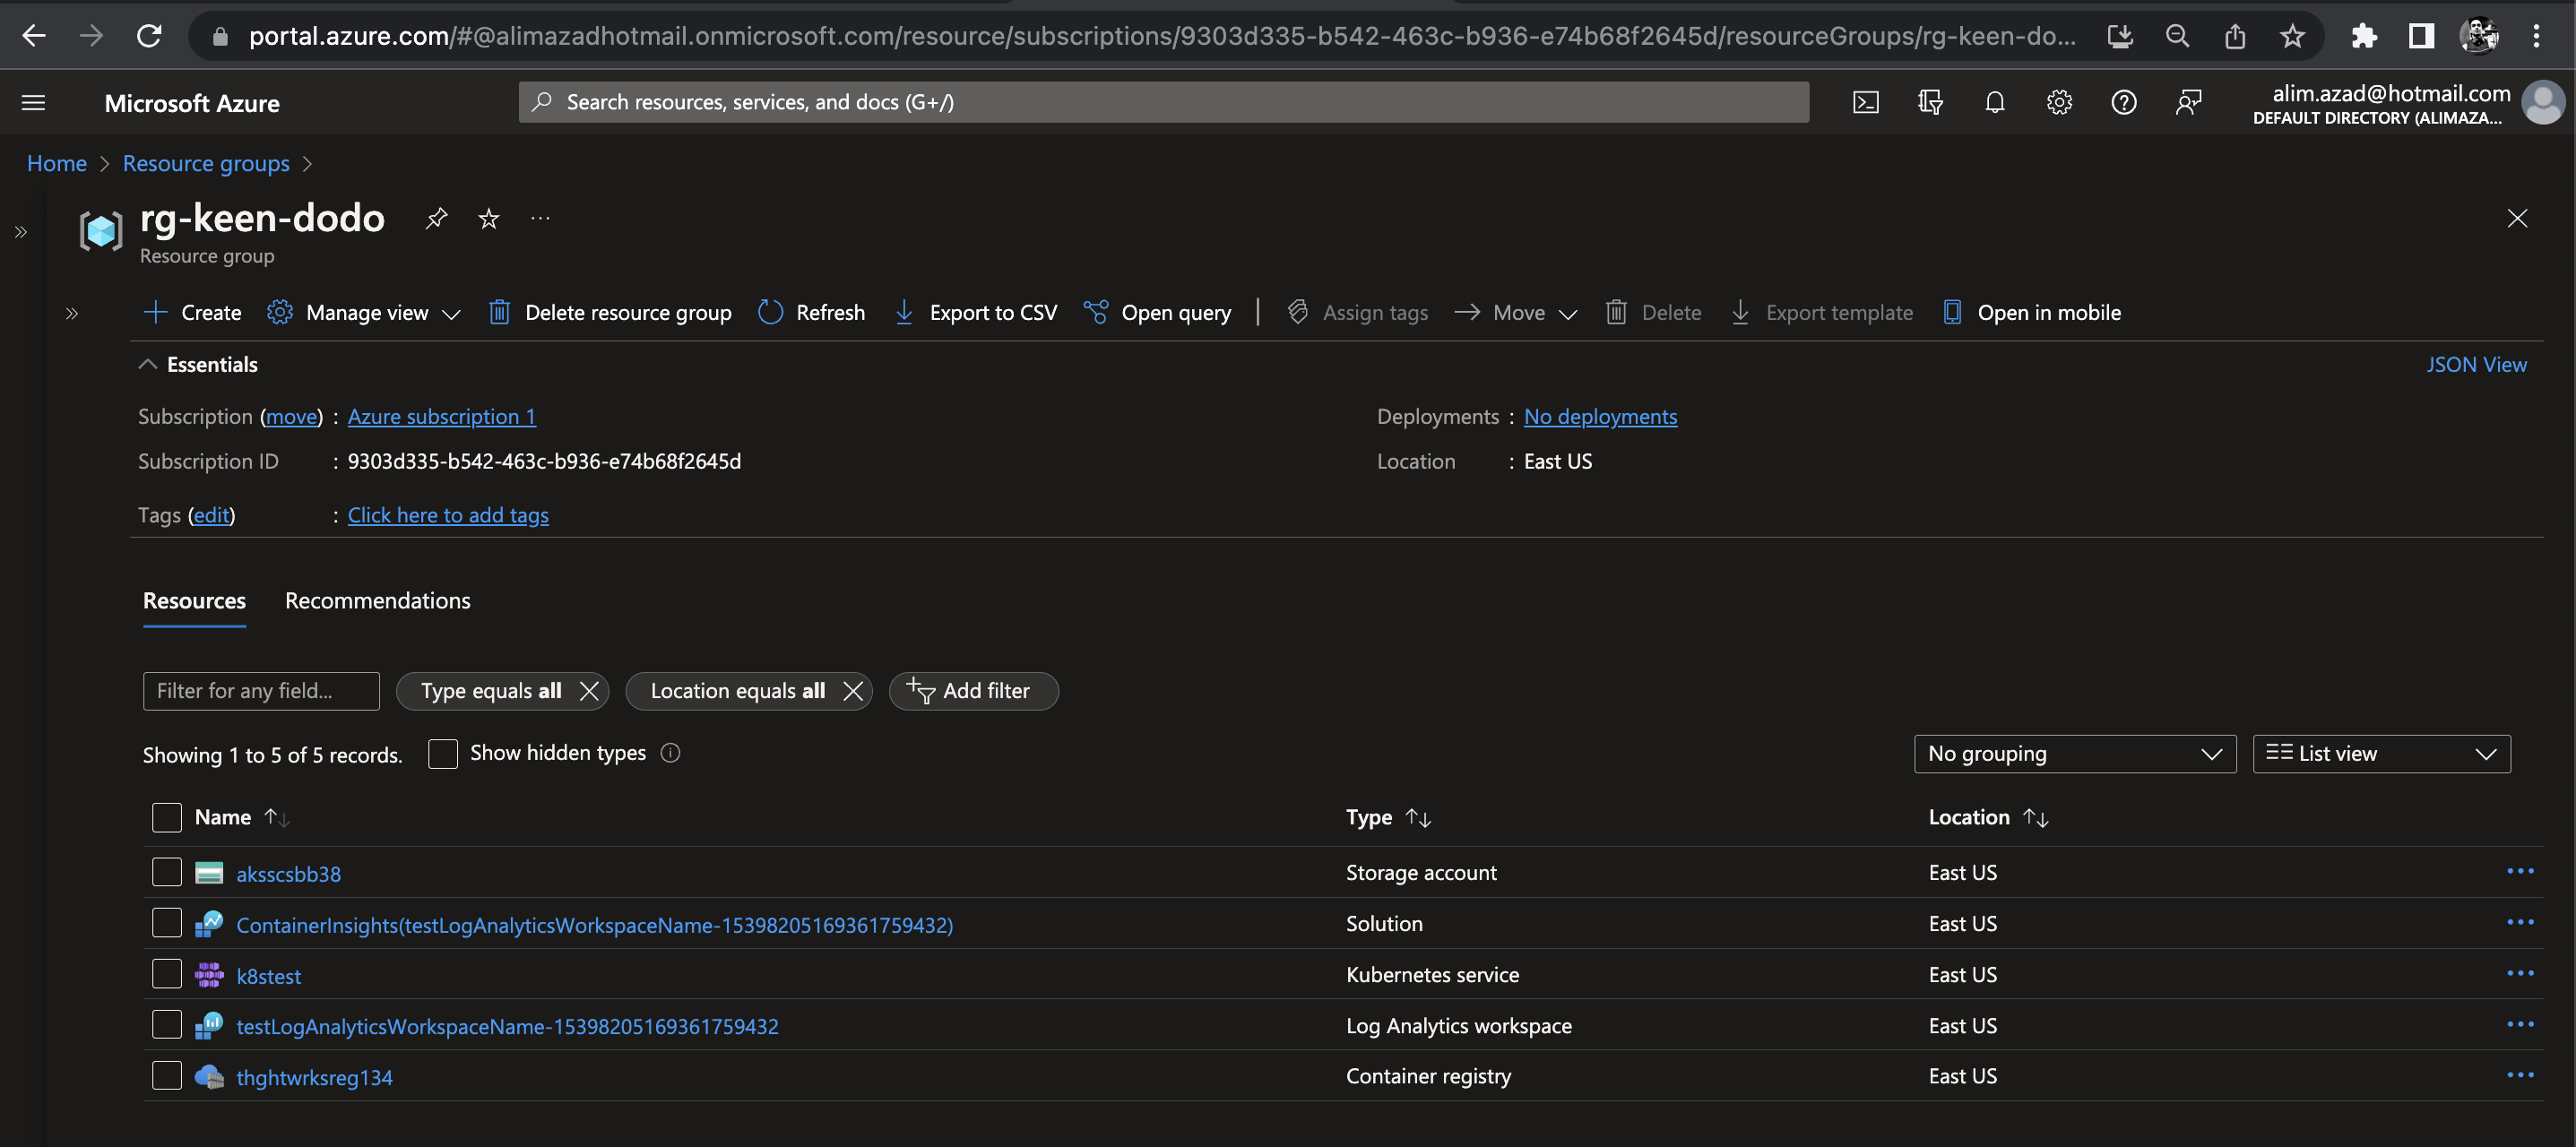 portal.azure.com/#@alimazadhotmail.onmicrosoft.com/resource/subscriptions/9303d335-b542-463c-b936-e74b68f2645d/resourceGroups/rg-keen-do...
Microsoft Azure
Search resources, services, and docs (G+/)
alim.azad@hotmail.com
DEFAULT DIRECTORY (ALIMAZA...
Home > Resource groups >
rg-keen-dodo
Resource group
Create Manage view Delete resource group Refresh Export to CSV Open query Assign tags Move Delete Export template Open in mobile
Essentials JSON View
Subscription (move) : Azure subscription 1 Deployments : No deployments
Subscription ID : 9303d335-b542-463c-b936-e74b68f2645d Location : East US
Tags (edit) : Click here to add tags
Resources Recommendations
Filter for any field... Type equals all Location equals all Add filter
Showing 1 to 5 of 5 records. Show hidden types No grouping List view
Name Type Location
aksscsbb38 Storage account East US
ContainerInsights(testLogAnalyticsWorkspaceName-15398205169361759432) Solution East US
k8stest Kubernetes service East US
testLogAnalyticsWorkspaceName-15398205169361759432 Log Analytics workspace East US
thghtwrksreg134 Container registry East US